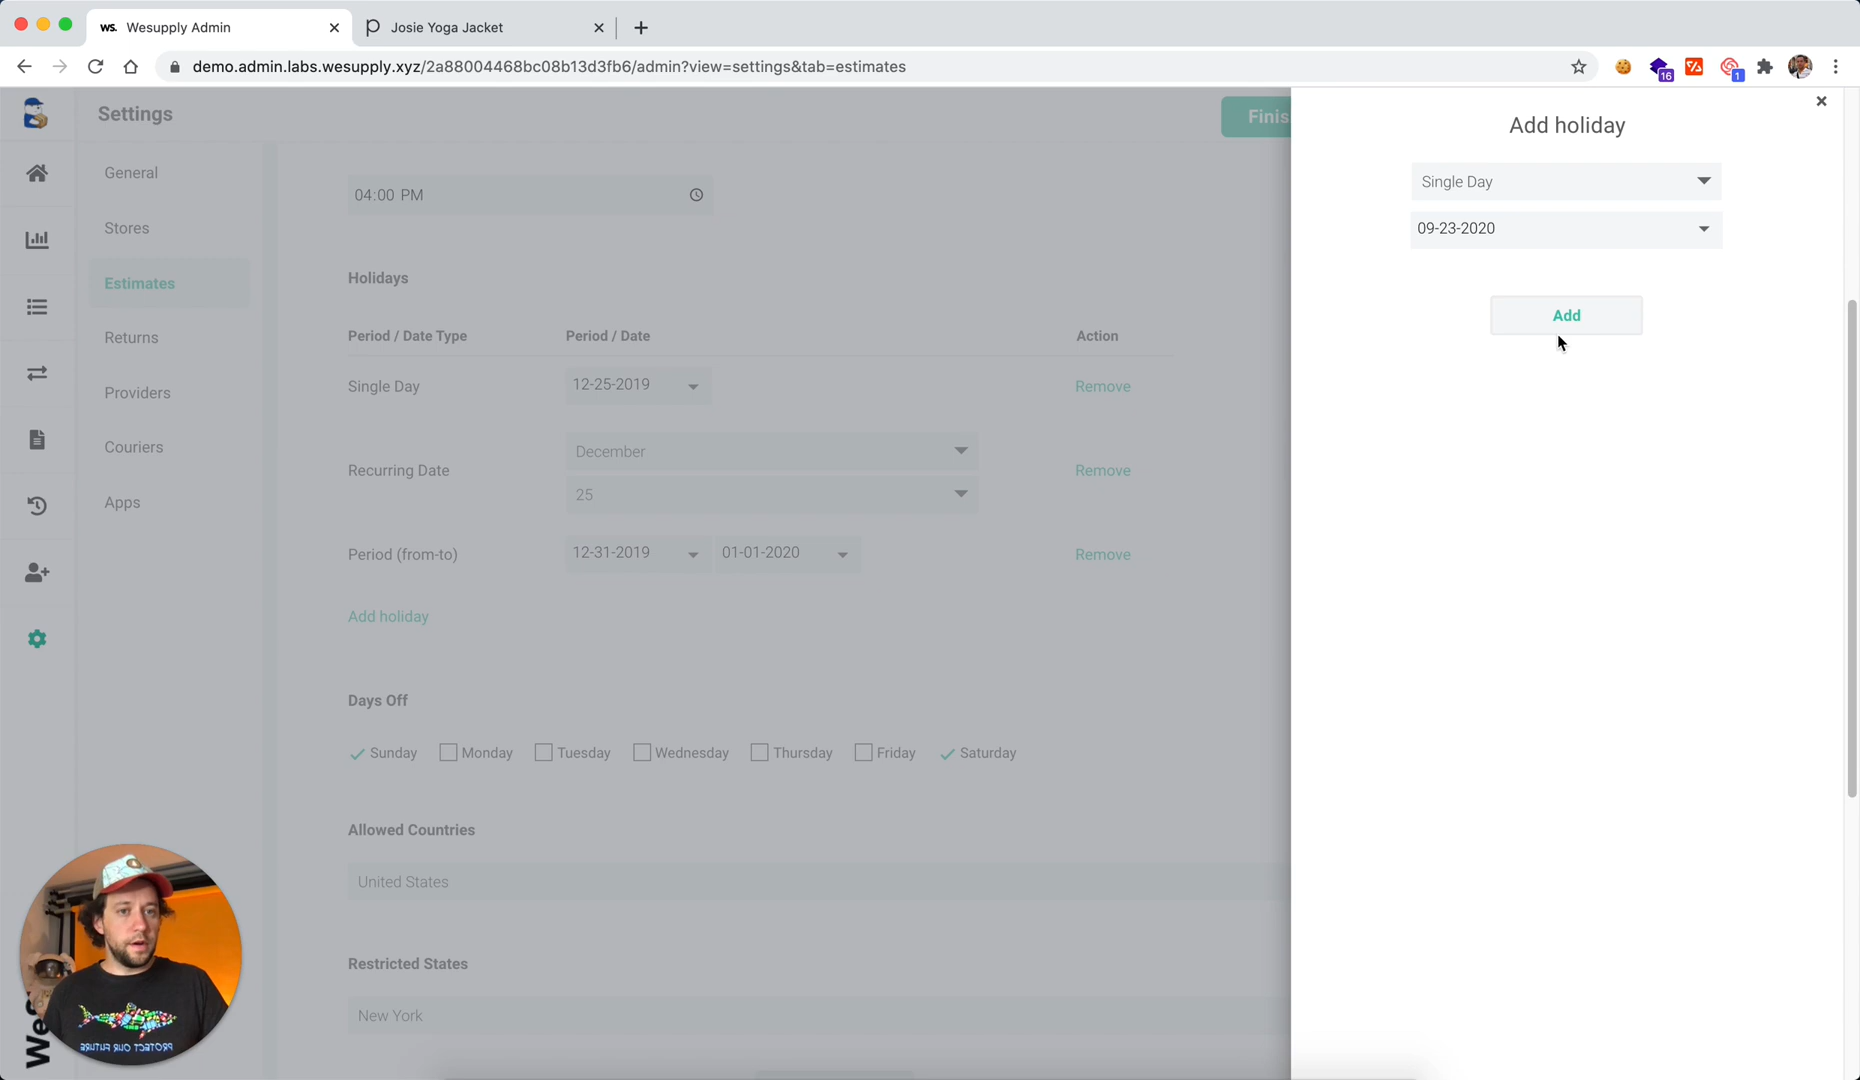 ws. Wesupply Admin
Josie Yoga Jacket
demo.admin.labs.wesupply.xyz/2a88004468bc08b13d3fb6/admin?view=settings&tab=estimates
16
1
Settings
Finis
General
Stores
Estimates
Returns
Providers
Couriers
Apps
04:00 PM
Holidays
Period / Date Type Period / Date Action
Single Day 12-25-2019 Remove
Recurring Date December Remove
25
Period (from-to) 12-31-2019 01-01-2020 Remove
Add holiday
Days Off
Sunday Monday Tuesday Wednesday Thursday Friday Saturday
Allowed Countries
United States
Restricted States
New York
Add holiday
Single Day
09-23-2020
Add
PROTECT OUR FUTURE